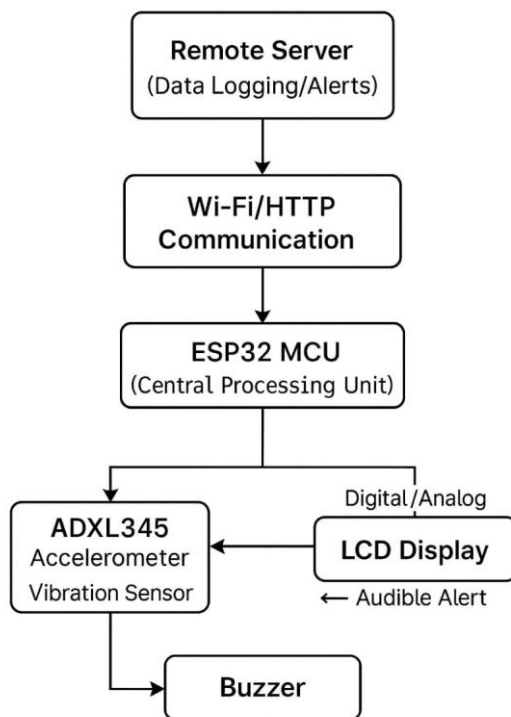 Remote Server
(Data Logging/Alerts)
Wi-Fi/HTTP
Communication
ESP32 MCU
(Central Processing Unit)
Digital/Analog
ADXL345
Accelerometer
Vibration Sensor
LCD Display
← Audible Alert
Buzzer